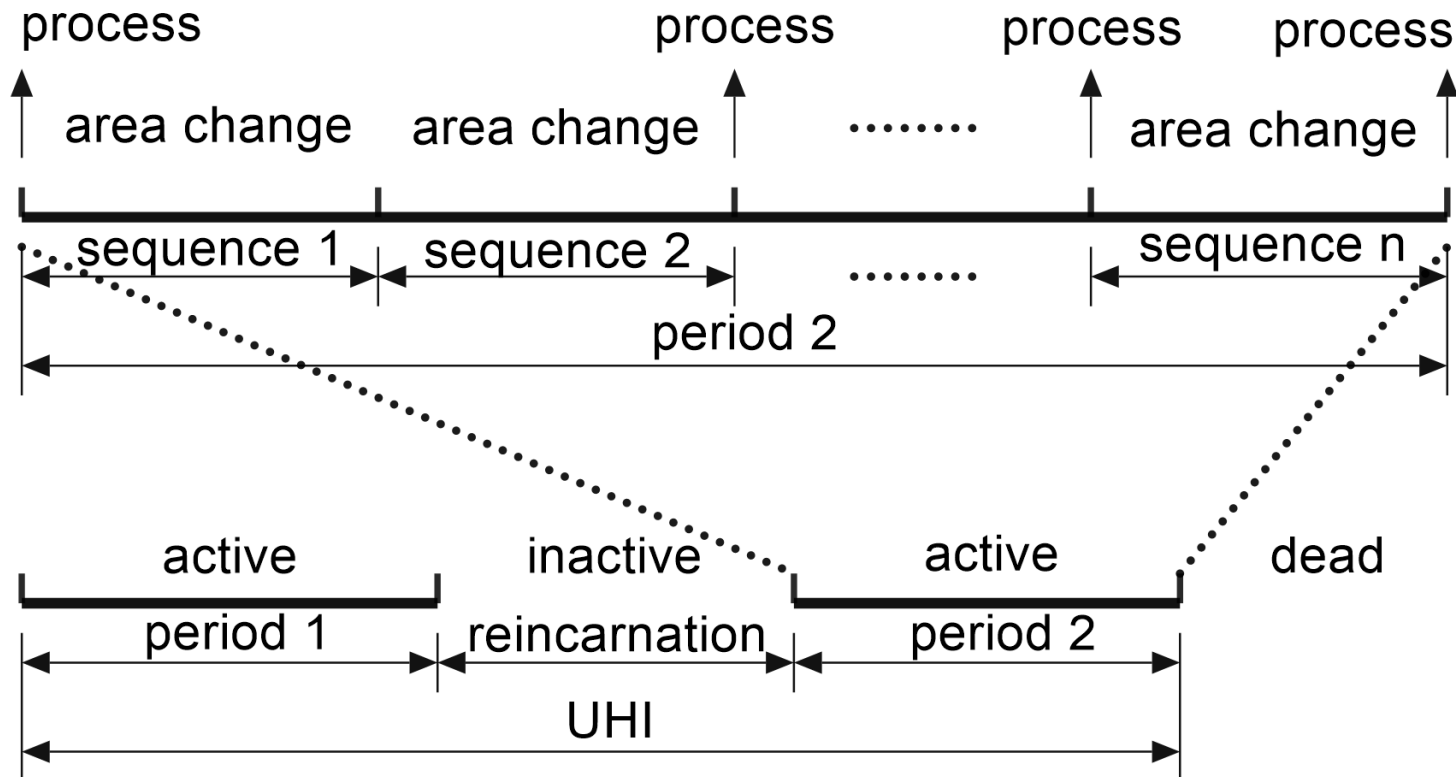 process process process process
area change area change ........ area change
sequence 1 sequence 2 ........ sequence n
period 2
active inactive active dead
period 1 reincarnation period 2
UHI